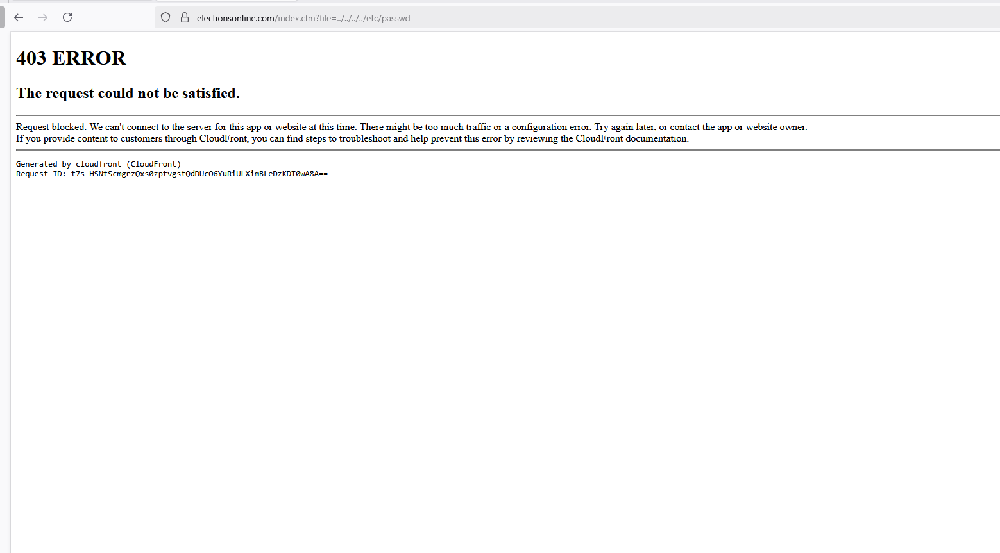 electionsonline.com/index.cfm?file=../../../../etc/passwd
403 ERROR
The request could not be satisfied.
Request blocked. We can't connect to the server for this app or website at this time. There might be too much traffic or a configuration error. Try again later, or contact the app or website owner.
If you provide content to customers through CloudFront, you can find steps to troubleshoot and help prevent this error by reviewing the CloudFront documentation.
Generated by cloudfront (CloudFront)
Request ID: t7s-HSNtScmgrzQxs0zptvgstQdDUcO6YuRiULXimBLeDzKDT0wA8A==